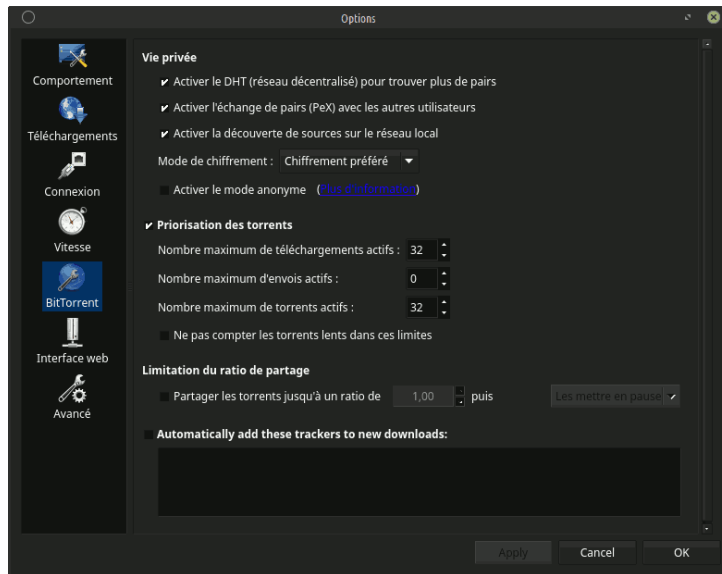 Options
Comportement
Téléchargements
Connexion
Vitesse
BitTorrent
Interface web
Avancé
Vie privée
Activer le DHT (réseau décentralisé) pour trouver plus de pairs
Activer l'échange de pairs (PeX) avec les autres utilisateurs
Activer la découverte de sources sur le réseau local
Mode de chiffrement : Chiffrement préféré
Activer le mode anonyme (Plus d'information)
Priorisation des torrents
Nombre maximum de téléchargements actifs : 32
Nombre maximum d'envois actifs : 0
Nombre maximum de torrents actifs : 32
Ne pas compter les torrents lents dans ces limites
Limitation du ratio de partage
Partager les torrents jusqu'à un ratio de 1,00 puis Les mettre en pause
Automatically add these trackers to new downloads:
Apply Cancel OK